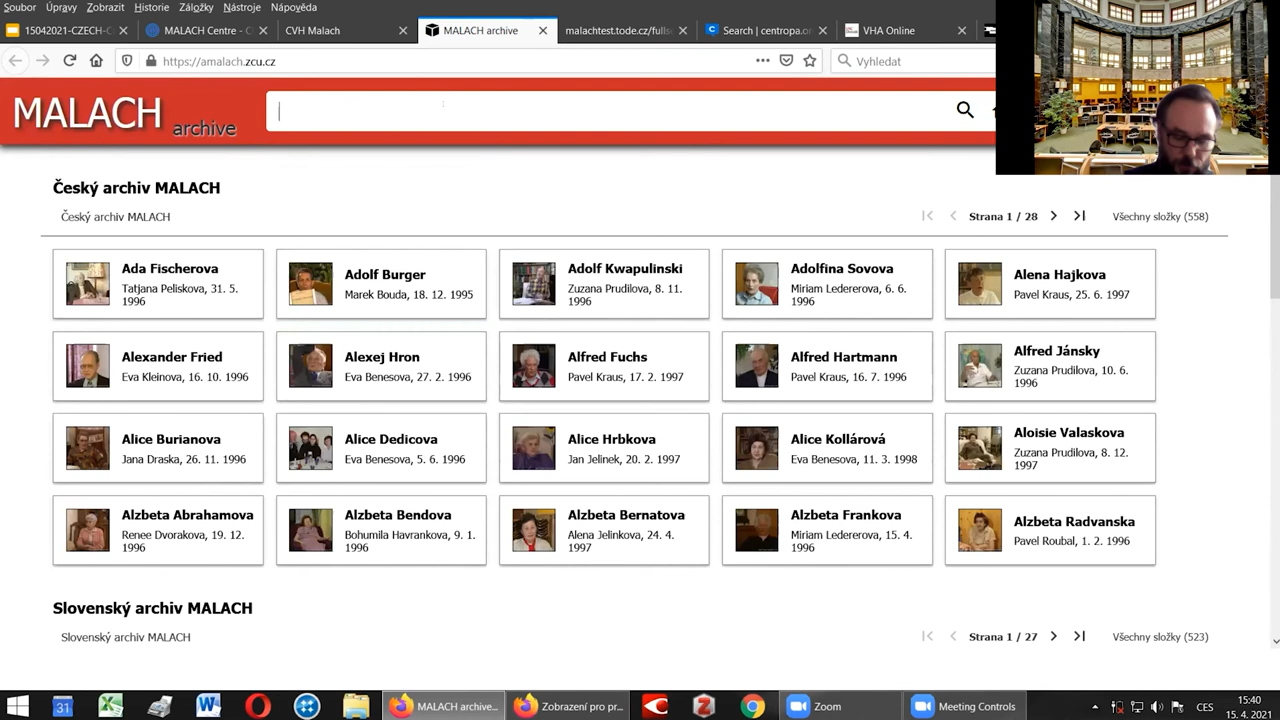 Soubor Úpravy Zobrazit Historie Záložky Nástroje Nápověda
15042021-CZECH-C
MALACH Centre - C
CVH Malach
MALACH archive
malachtest.tode.cz/fulls
Search | centropa.or
VHA Online
https://amalach.zcu.cz
Vyhledat
MALACH archive
Český archiv MALACH
Český archiv MALACH
Strana 1 / 28
Všechny složky (558)
Ada Fischerova
Tatjana Peliskova, 31. 5.
1996
Adolf Burger
Marek Bouda, 18. 12. 1995
Adolf Kwapulinski
Zuzana Prudilova, 8. 11.
1996
Adolfina Sovova
Miriam Ledererova, 6. 6.
1996
Alena Hajkova
Pavel Kraus, 25. 6. 1997
Alexander Fried
Eva Kleinova, 16. 10. 1996
Alexej Hron
Eva Benesova, 27. 2. 1996
Alfred Fuchs
Pavel Kraus, 17. 2. 1997
Alfred Hartmann
Pavel Kraus, 16. 7. 1996
Alfred Jánsky
Zuzana Prudilova, 10. 6.
1996
Alice Burianova
Jana Draska, 26. 11. 1996
Alice Dedicova
Eva Benesova, 5. 6. 1996
Alice Hrbkova
Jan Jelinek, 20. 2. 1997
Alice Kollárová
Eva Benesova, 11. 3. 1998
Aloisie Valaskova
Zuzana Prudilova, 8. 12.
1997
Alzbeta Abrahamova
Renee Dvorakova, 19. 12.
1996
Alzbeta Bendova
Bohumila Havrankova, 9. 1.
1996
Alzbeta Bernatova
Alena Jelinkova, 24. 4.
1997
Alzbeta Frankova
Miriam Ledererova, 15. 4.
1996
Alzbeta Radvanska
Pavel Roubal, 1. 2. 1996
Slovenský archiv MALACH
Slovenský archiv MALACH
Strana 1 / 27
Všechny složky (523)
31
MALACH archive...
Zobrazení pro pr...
Zoom
Meeting Controls
CES
15:40
15. 4. 2021